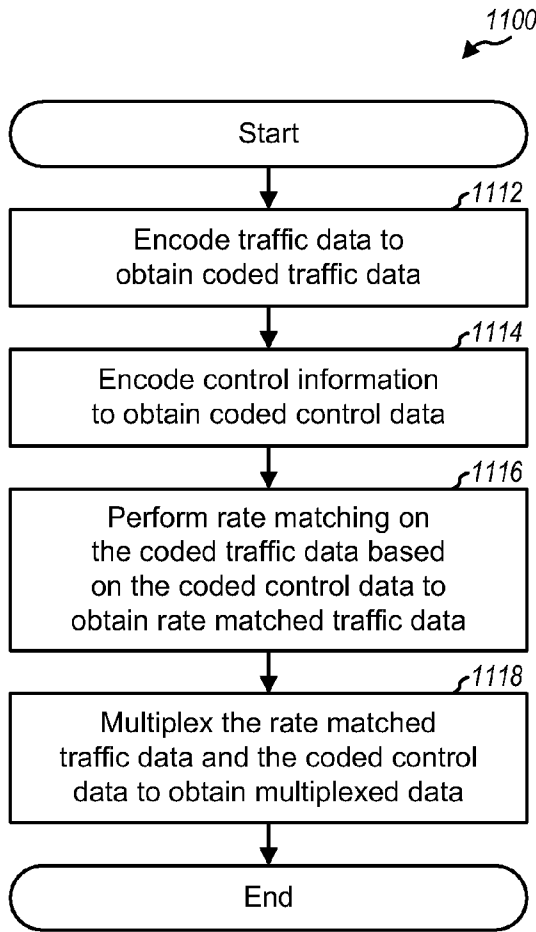 1100
Start
1112
Encode traffic data to
obtain coded traffic data
1114
Encode control information
to obtain coded control data
1116
Perform rate matching on
the coded traffic data based
on the coded control data to
obtain rate matched traffic data
1118
Multiplex the rate matched
traffic data and the coded control
data to obtain multiplexed data
End